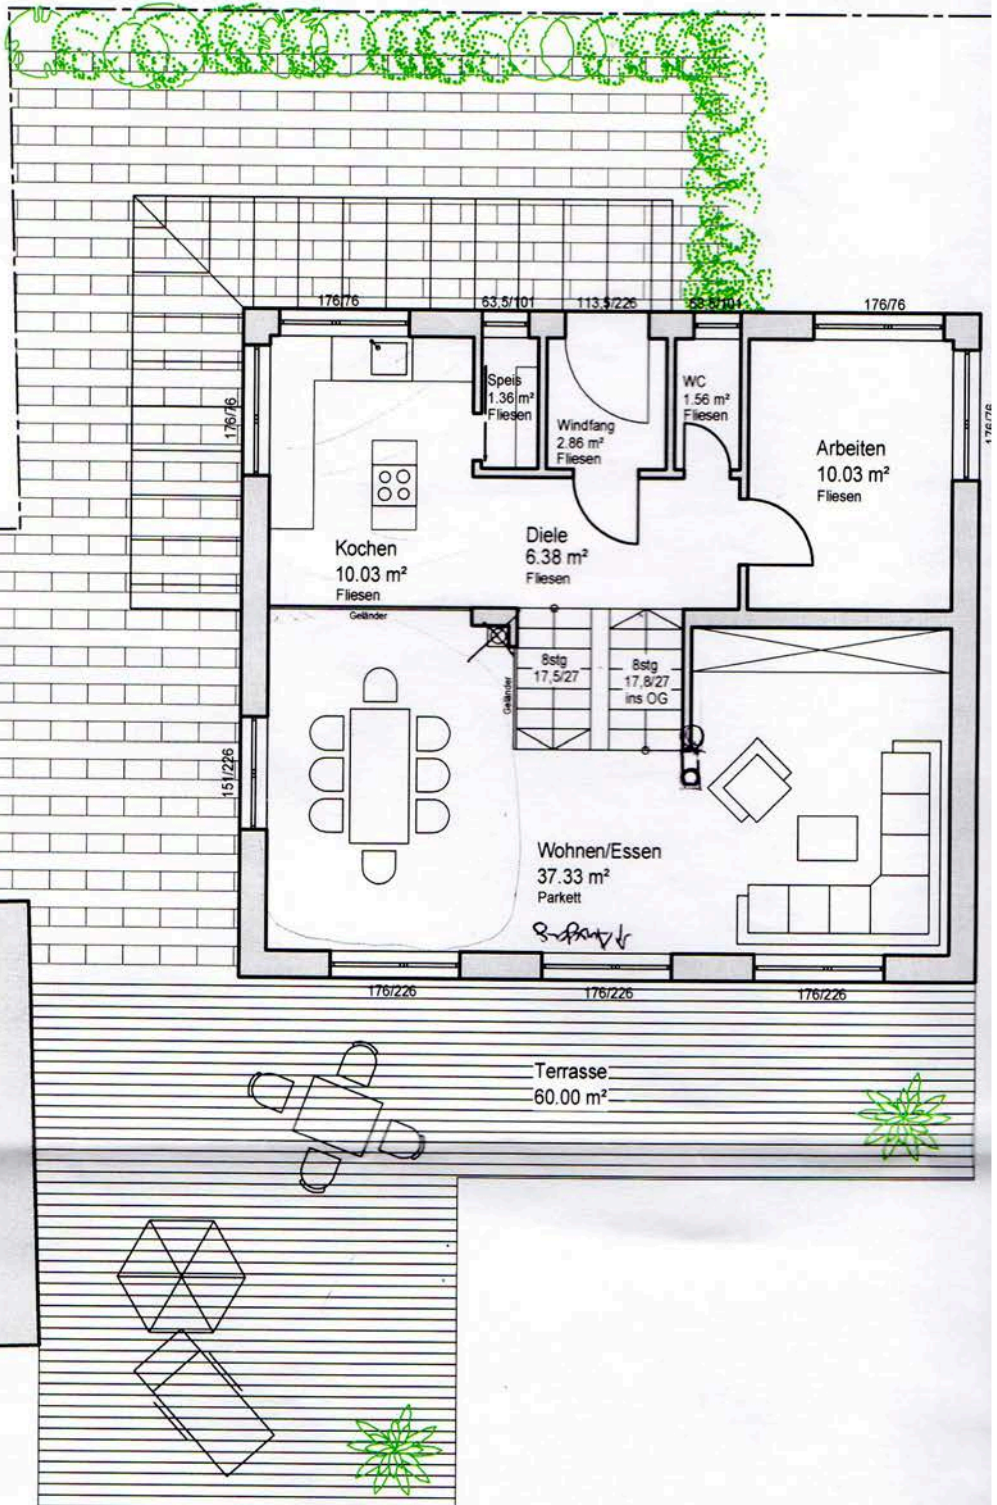 176/76
63.5/101
113.5/226
176/76
176/76
176/76
Speis
1.36 m²
Fliesen
Windfang
2.86 m²
Fliesen
WC
1.56 m²
Fliesen
Arbeiten
10.03 m²
Fliesen
Kochen
10.03 m²
Fliesen
Geländer
Diele
6.38 m²
Fliesen
8stg
17,5/27
8stg
17,8/27
ins OG
Geländer
151/226
Wohnen/Essen
37.33 m²
Parkett
176/226
176/226
176/226
Terrasse
60.00 m²